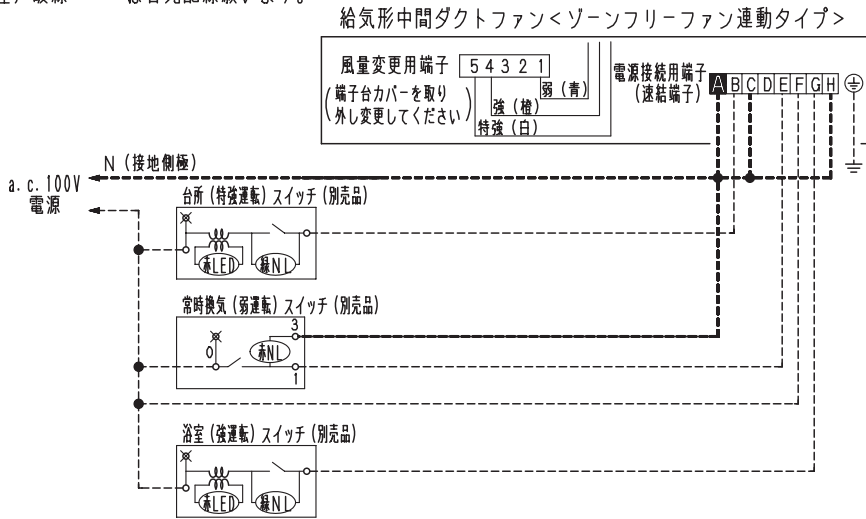 給気形中間ダクトファン<ゾーンフリーファン連動タイプ>
風量変更用端子
5 4 3 2 1
(端子台カバーを取り
外し変更してください)
弱(青)
強(橙)
特強(白)
電源接続用端子
(速結端子)
A B C D E F G H
N(接地側極)
a.c.100V
電源
台所(特強運転)スイッチ(別売品)
赤LED
緑NL
常時換気(弱運転)スイッチ(別売品)
3
0
赤NL
1
浴室(強運転)スイッチ(別売品)
赤LED
緑NL